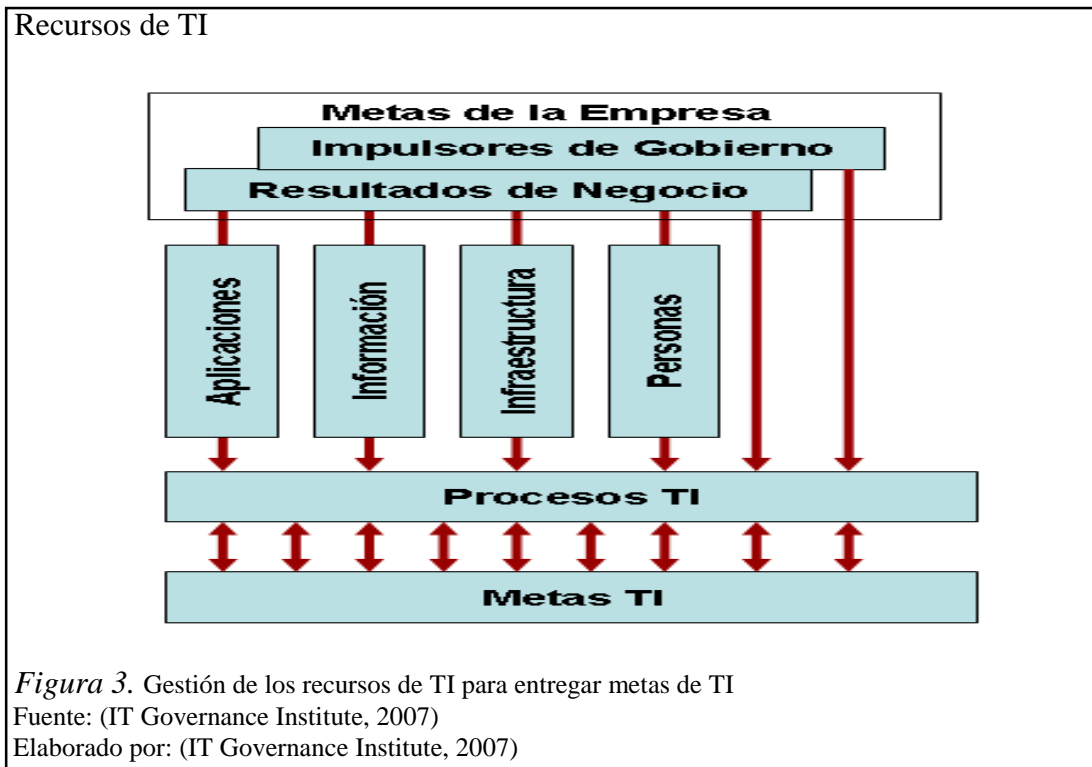 Recursos de TI
Metas de la Empresa
Impulsores de Gobierno
Resultados de Negocio
Aplicaciones
Información
Infraestructura
Personas
Procesos TI
Metas TI
Figura 3. Gestión de los recursos de TI para entregar metas de TI
Fuente: (IT Governance Institute, 2007)
Elaborado por: (IT Governance Institute, 2007)